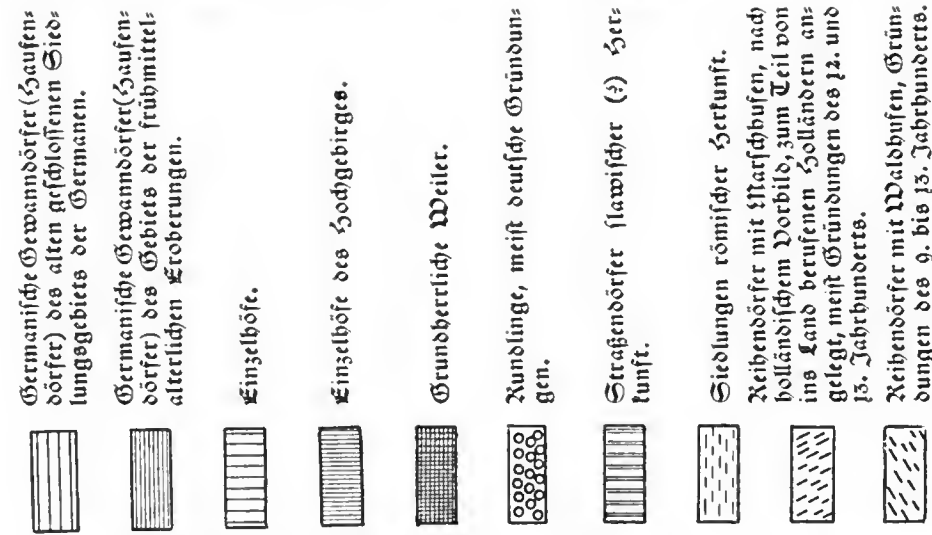 Germanische Gewanndörfer(Haufen=
dörfer) des alten geschlossenen Sied=
lungsgebiets der Germanen.
Germanische Gewanndörfer(Haufen=
dörfer) des Gebiets der frühmittel=
alterlichen Eroberungen.
Einzelhöfe.
Einzelhöfe des Hochgebirges.
Grundherrliche Weiler.
Rundlinge, meist deutsche Gründun=
gen.
Straßendörfer slawischer (?) Her=
kunft.
Siedlungen römischer Herkunft.
Reihendörfer mit Marschhufen, nach
holländischem Vorbild, zum Teil von
ins Land berufenen Holländern an=
gelegt, meist Gründungen des 12. und
13. Jahrhunderts.
Reihendörfer mit Waldhufen, Grün=
dungen des 9. bis 13. Jahrhunderts.